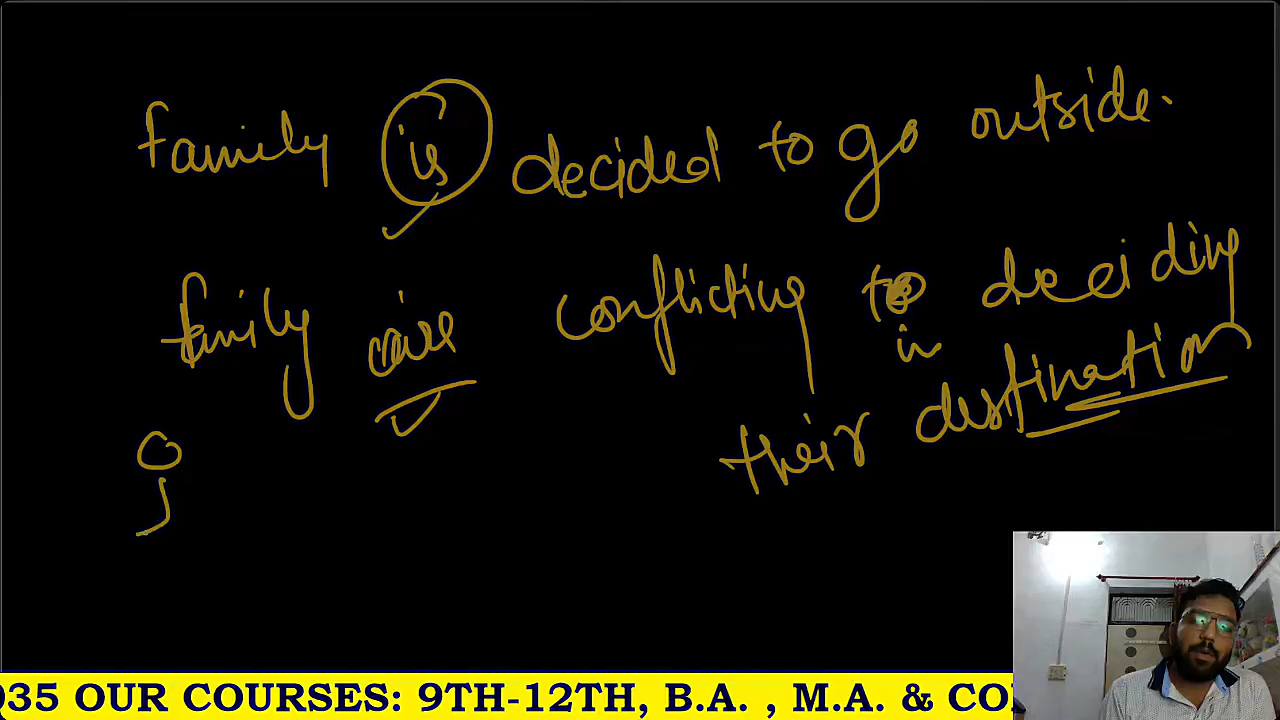 family is decided to go outside.
family are conflicting to deciding
in
their destination
035 OUR COURSES: 9TH-12TH, B.A. , M.A. & CO